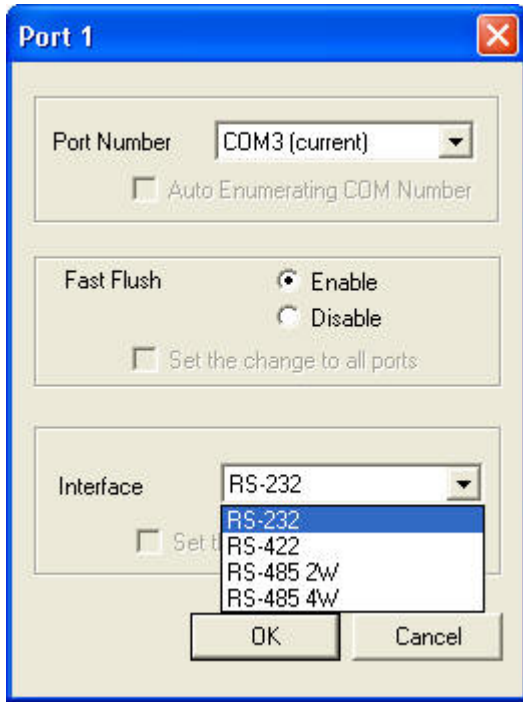 Port 1
Port Number COM3 (current)
Auto Enumerating COM Number
Fast Flush Enable
Disable
Set the change to all ports
Interface RS-232
RS-232
Set t RS-422
RS-485 2W
RS-485 4W
OK Cancel